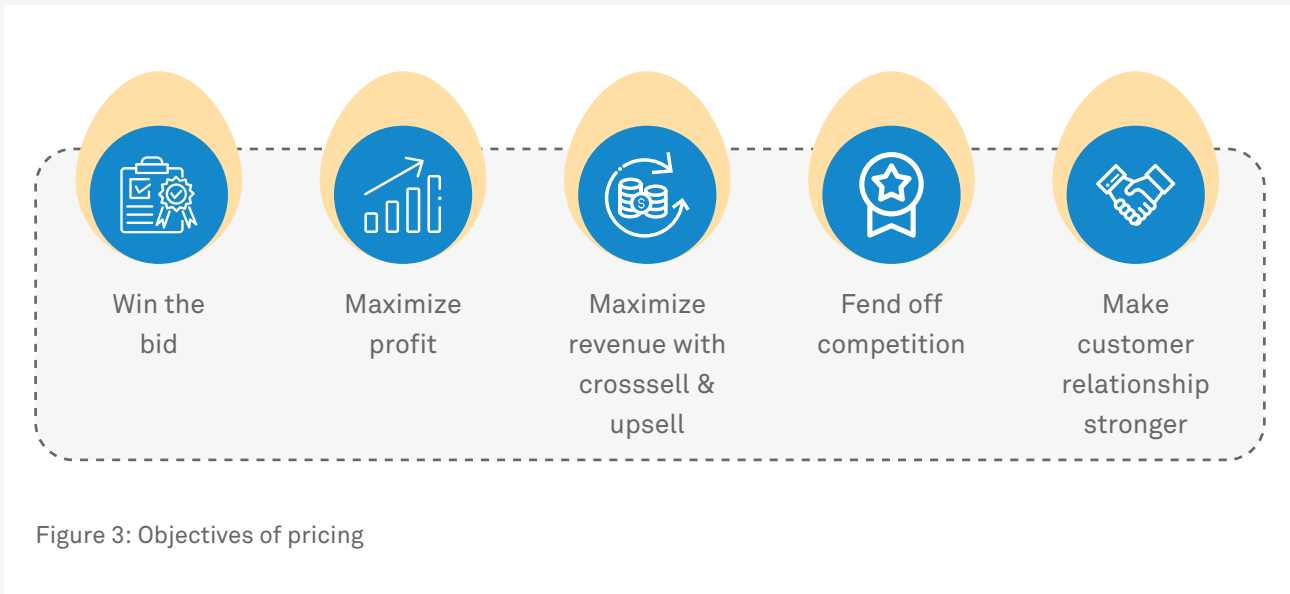 Win the
bid
Maximize
profit
Maximize
revenue with
crosssell &
upsell
Fend off
competition
Make
customer
relationship
stronger
$
Figure 3: Objectives of pricing